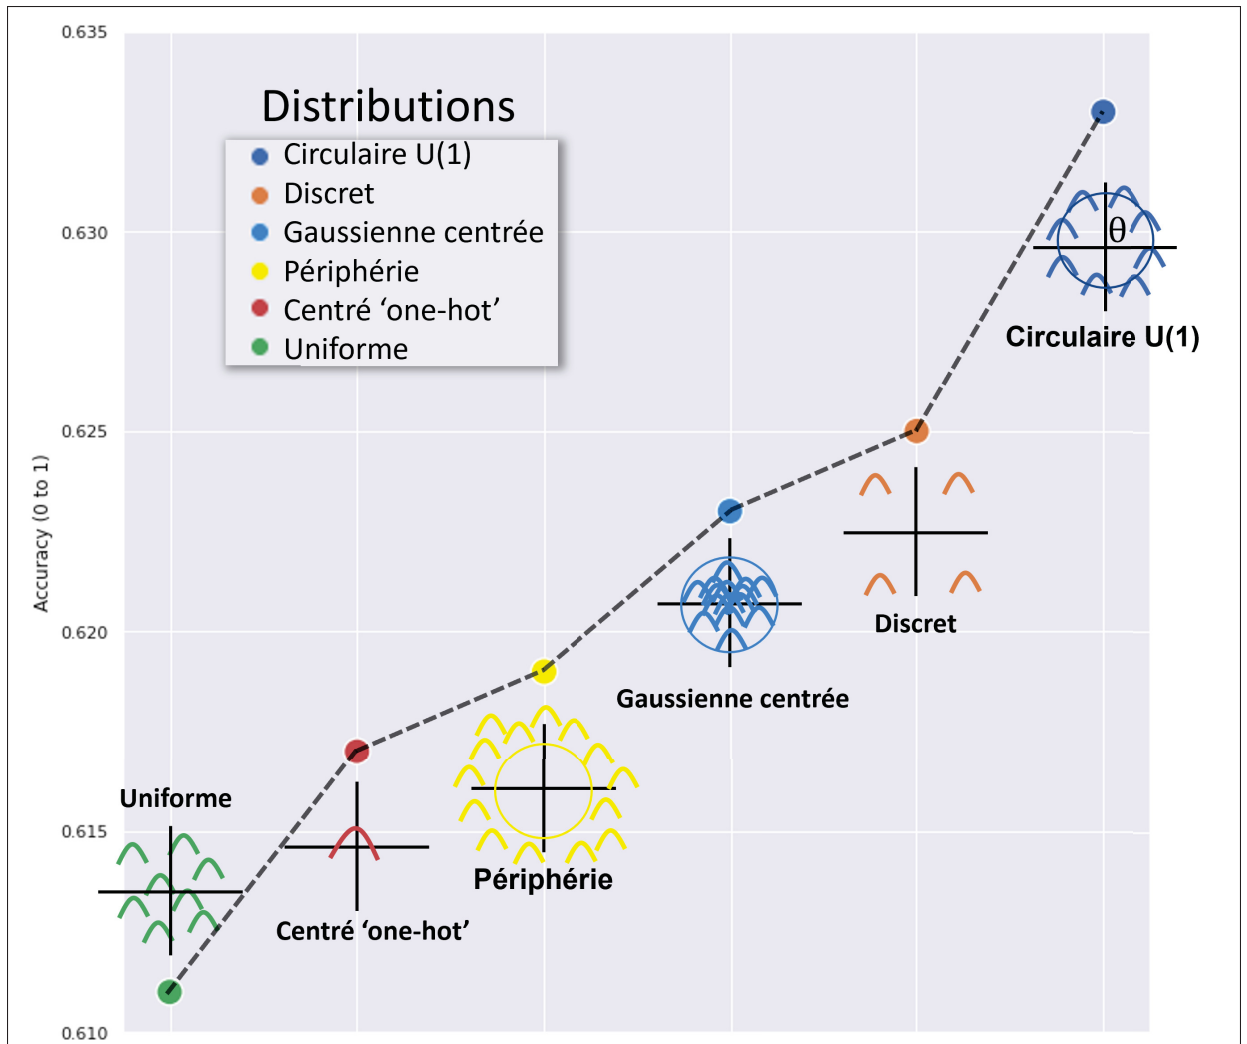 0.635
Distributions
Circulaire U(1)
Discret
Gaussienne centrée
Périphérie
Centré ‘one-hot’
Uniforme
0.630
θ
Circulaire U(1)
0.625
Accuracy (0 to 1)
0.620
Discret
Gaussienne centrée
Uniforme
0.615
Périphérie
Centré ‘one-hot’
0.610